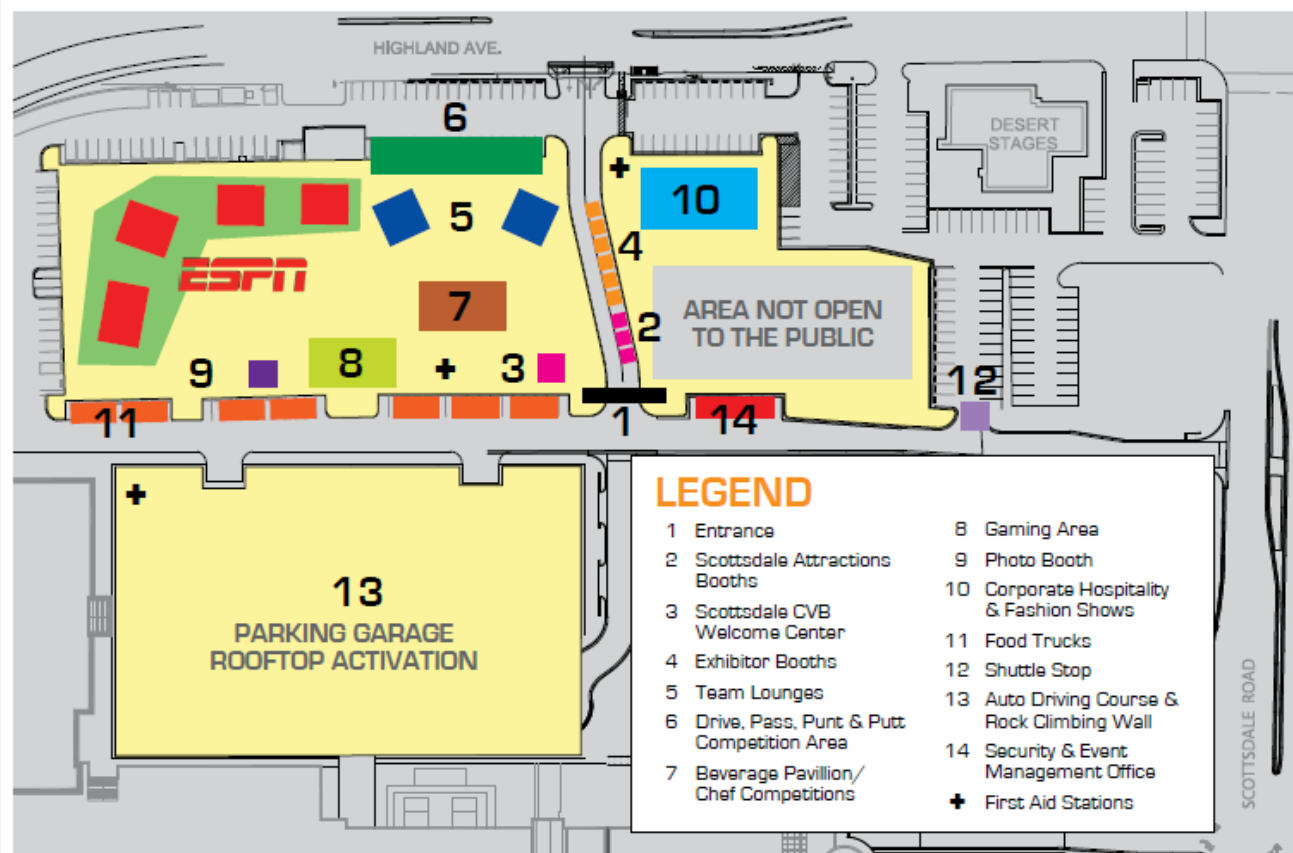 HIGHLAND AVE.
6
DESERT
STAGES
+
10
5
4
ESPN
7
AREA NOT OPEN
TO THE PUBLIC
2
9
8
+
3
12
11
1
14
+
13
PARKING GARAGE
ROOFTOP ACTIVATION
LEGEND
1 Entrance
2 Scottsdale Attractions
Booths
3 Scottsdale CVB
Welcome Center
4 Exhibitor Booths
5 Team Lounges
6 Drive, Pass, Punt & Putt
Competition Area
7 Beverage Pavillion/
Chef Competitions
8 Gaming Area
9 Photo Booth
10 Corporate Hospitality
& Fashion Shows
11 Food Trucks
12 Shuttle Stop
13 Auto Driving Course &
Rock Climbing Wall
14 Security & Event
Management Office
+ First Aid Stations
SCOTTSDALE ROAD